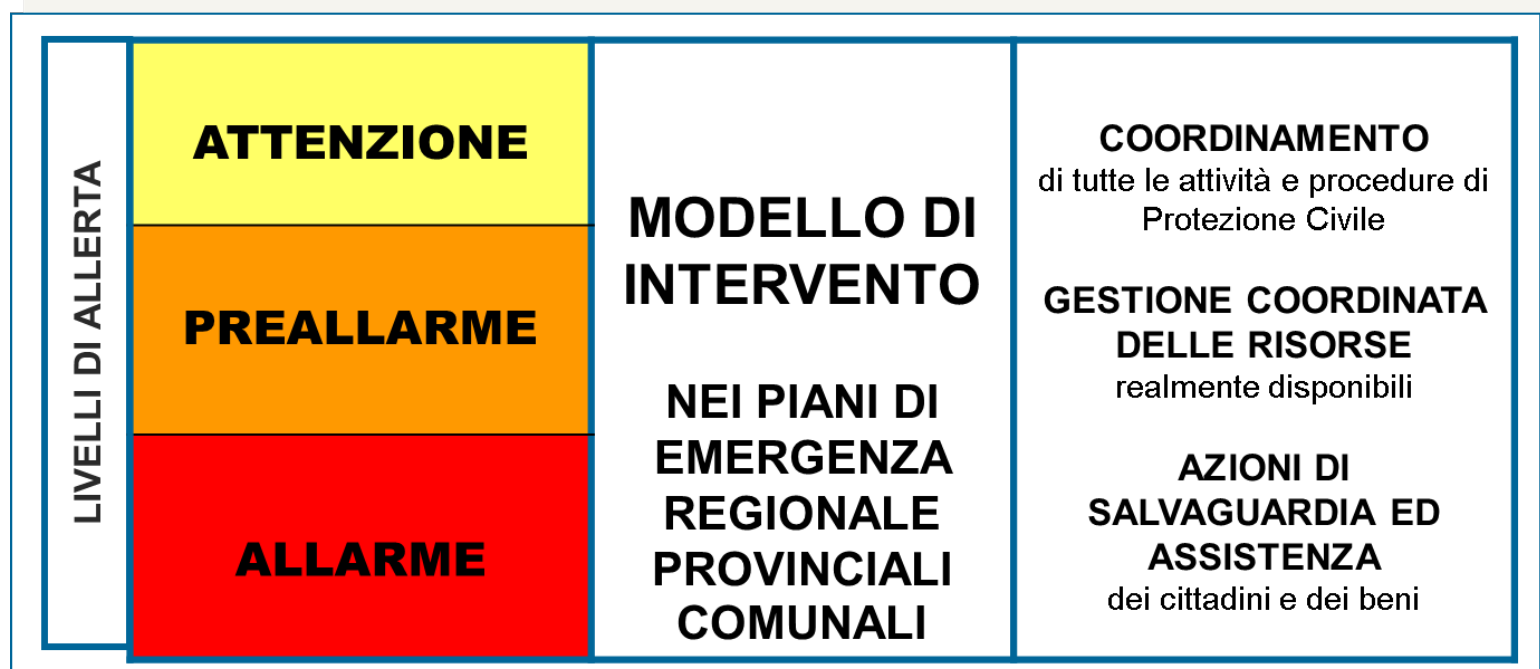 LIVELLI DI ALLERTA
ATTENZIONE
PREALLARME
ALLARME
MODELLO DI
INTERVENTO
NEI PIANI DI
EMERGENZA
REGIONALE
PROVINCIALI
COMUNALI
COORDINAMENTO
di tutte le attività e procedure di
Protezione Civile
GESTIONE COORDINATA
DELLE RISORSE
realmente disponibili
AZIONI DI
SALVAGUARDIA ED
ASSISTENZA
dei cittadini e dei beni